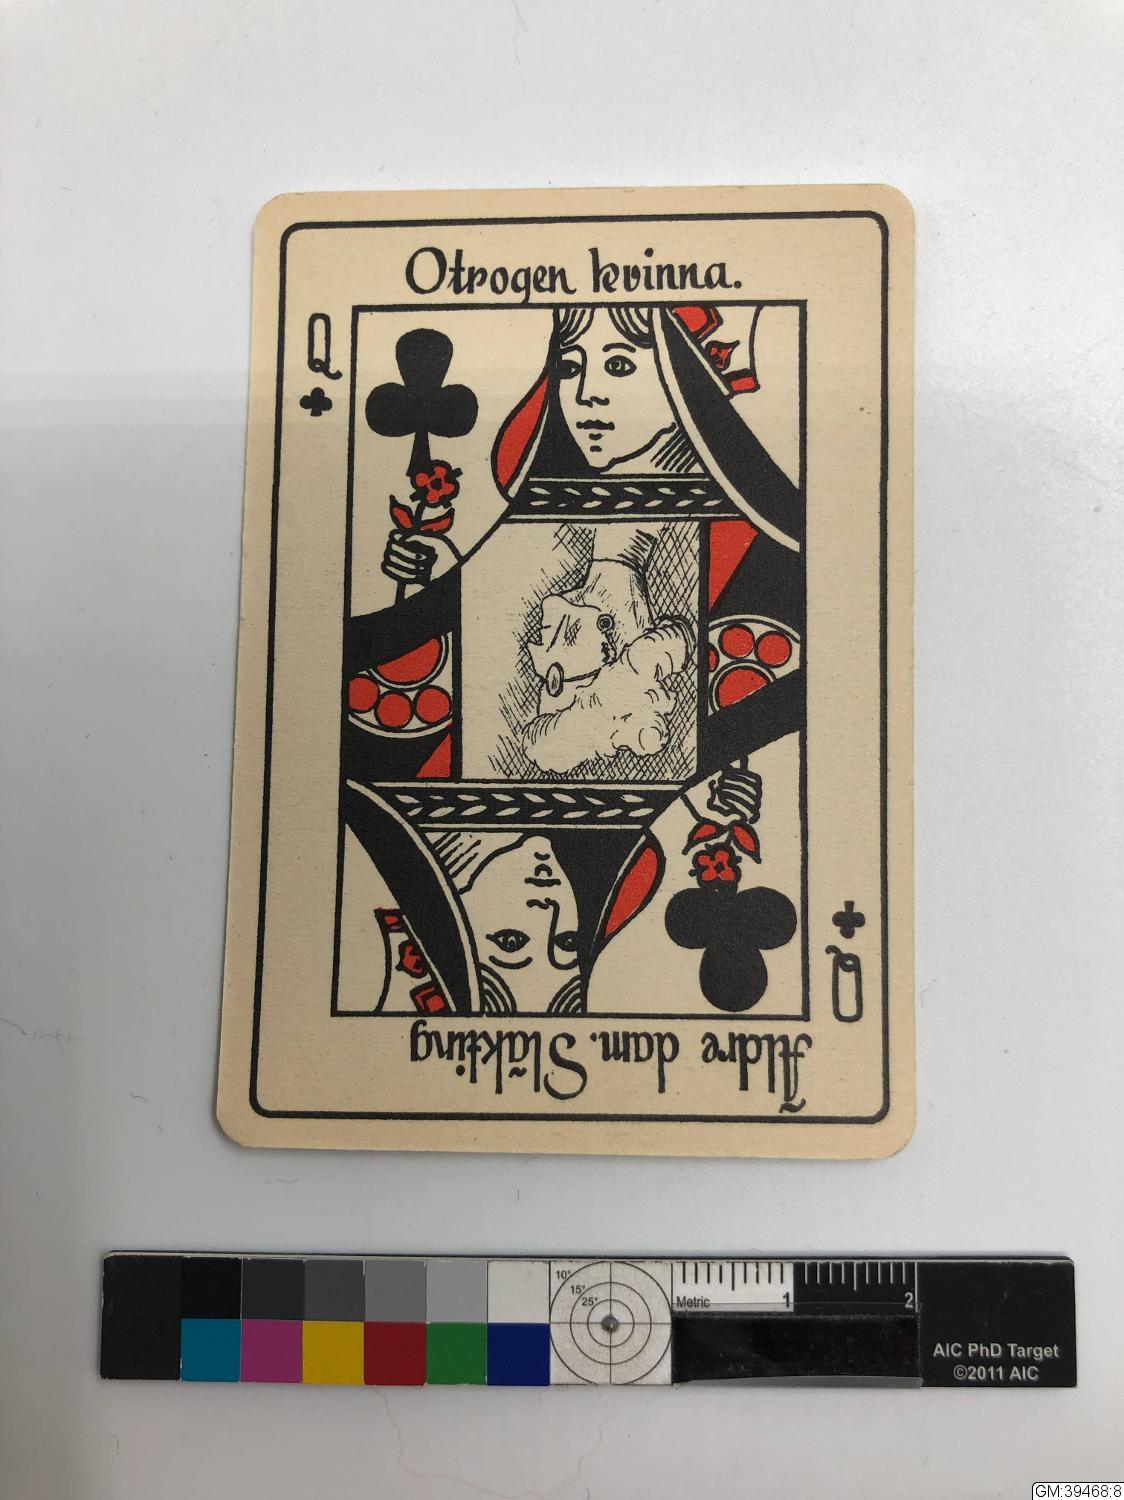 Otrogen kvinna.
Q
Q
Äldre dam. Släkting
10°
15°
25°
Metric
1
2
AIC PhD Target
©2011 AIC
GM:39468:8